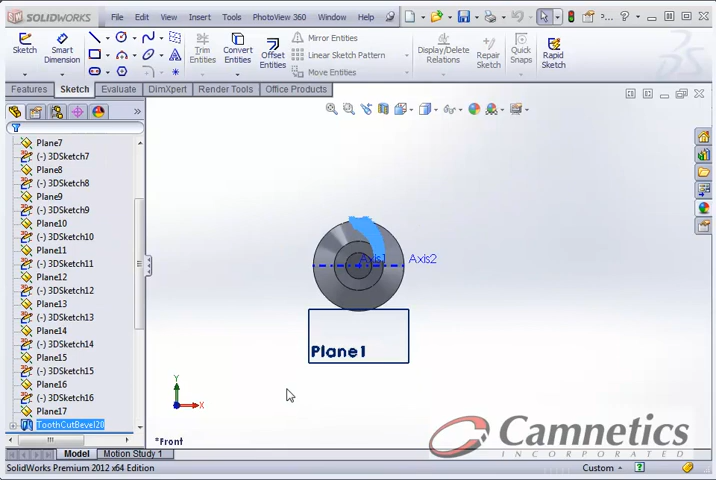 SOLIDWORKS File Edit View Insert Tools PhotoView 360 Window Help
Sketch Smart Dimension Trim Entities Convert Entities Offset Entities Mirror Entities Linear Sketch Pattern Move Entities Display/Delete Relations Repair Sketch Quick Snaps Rapid Sketch
Features Sketch Evaluate DimXpert Render Tools Office Products
Plane7
(-) 3DSketch7
Plane8
(-) 3DSketch8
Plane9
(-) 3DSketch9
Plane10
(-) 3DSketch10
Plane11
(-) 3DSketch11
Plane12
(-) 3DSketch12
Plane13
(-) 3DSketch13
Plane14
(-) 3DSketch14
Plane15
(-) 3DSketch15
Plane16
(-) 3DSketch16
Plane17
ToothCutBevel20
Axis1 Axis2
Plane1
Y
X
*Front
Camnetics
INCORPORATED
Model Motion Study 1
SolidWorks Premium 2012 x64 Edition Custom